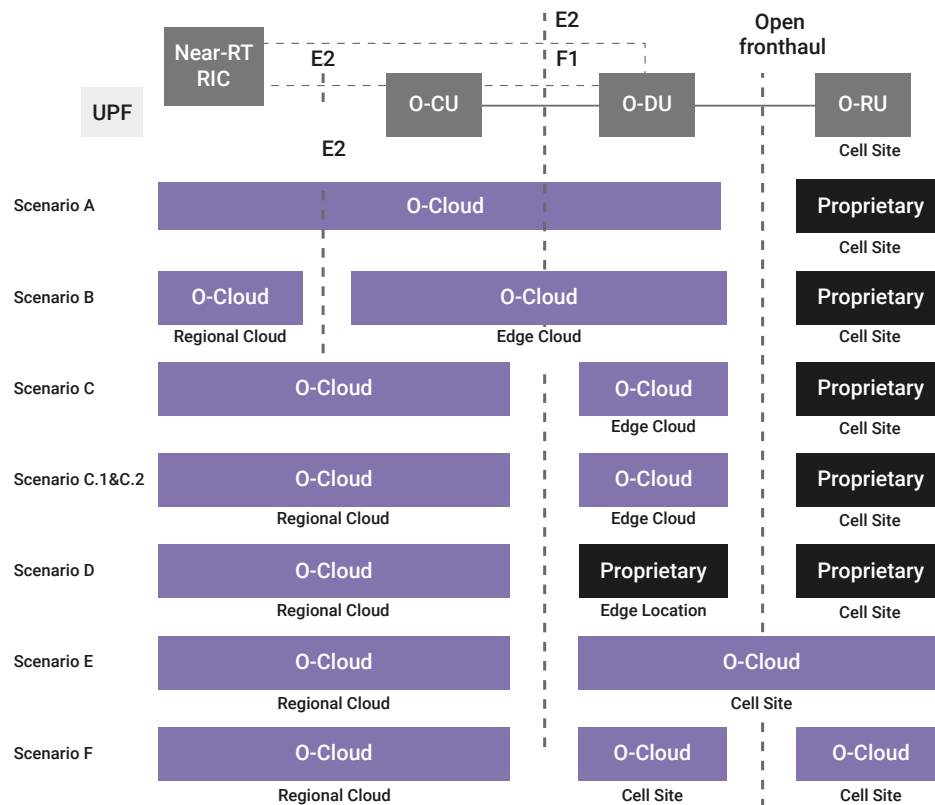 E2
Open
fronthaul
Near-RT
RIC
E2
F1
UPF
O-CU
O-DU
O-RU
E2
Cell Site
Scenario A
O-Cloud
Proprietary
Cell Site
Scenario B
O-Cloud
O-Cloud
Proprietary
Regional Cloud
Edge Cloud
Cell Site
Scenario C
O-Cloud
O-Cloud
Proprietary
Edge Cloud
Cell Site
Scenario C.1&C.2
O-Cloud
O-Cloud
Proprietary
Regional Cloud
Edge Cloud
Cell Site
Scenario D
O-Cloud
Proprietary
Proprietary
Regional Cloud
Edge Location
Cell Site
Scenario E
O-Cloud
O-Cloud
Regional Cloud
Cell Site
Scenario F
O-Cloud
O-Cloud
O-Cloud
Regional Cloud
Cell Site
Cell Site